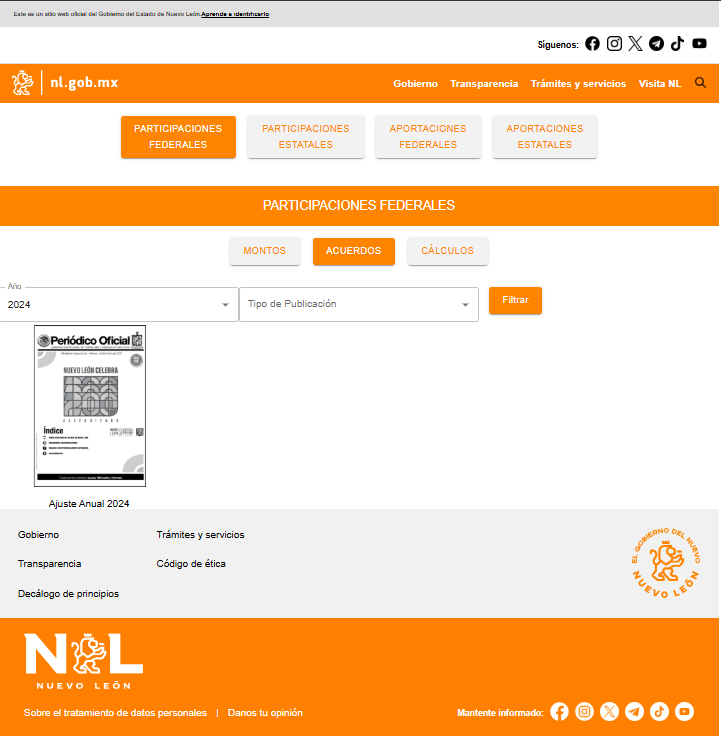 Este es un sitio web oficial del Gobierno del Estado de Nuevo León. Aprende a identificarlo
Síguenos:
nl.gob.mx
Gobierno Transparencia Trámites y servicios Visita NL
PARTICIPACIONES FEDERALES
PARTICIPACIONES ESTATALES
APORTACIONES FEDERALES
APORTACIONES ESTATALES
PARTICIPACIONES FEDERALES
MONTOS ACUERDOS CÁLCULOS
Año
2024
Tipo de Publicación
Filtrar
Periódico Oficial
NUEVO LEÓN CELEBRA
200
Índice
Ajuste Anual 2024
Gobierno Trámites y servicios
Transparencia Código de ética
Decálogo de principios
EL GOBIERNO DEL NUEVO
NUEVO LEÓN
NL
NUEVO LEÓN
Sobre el tratamiento de datos personales | Danos tu opinión
Mantente informado: